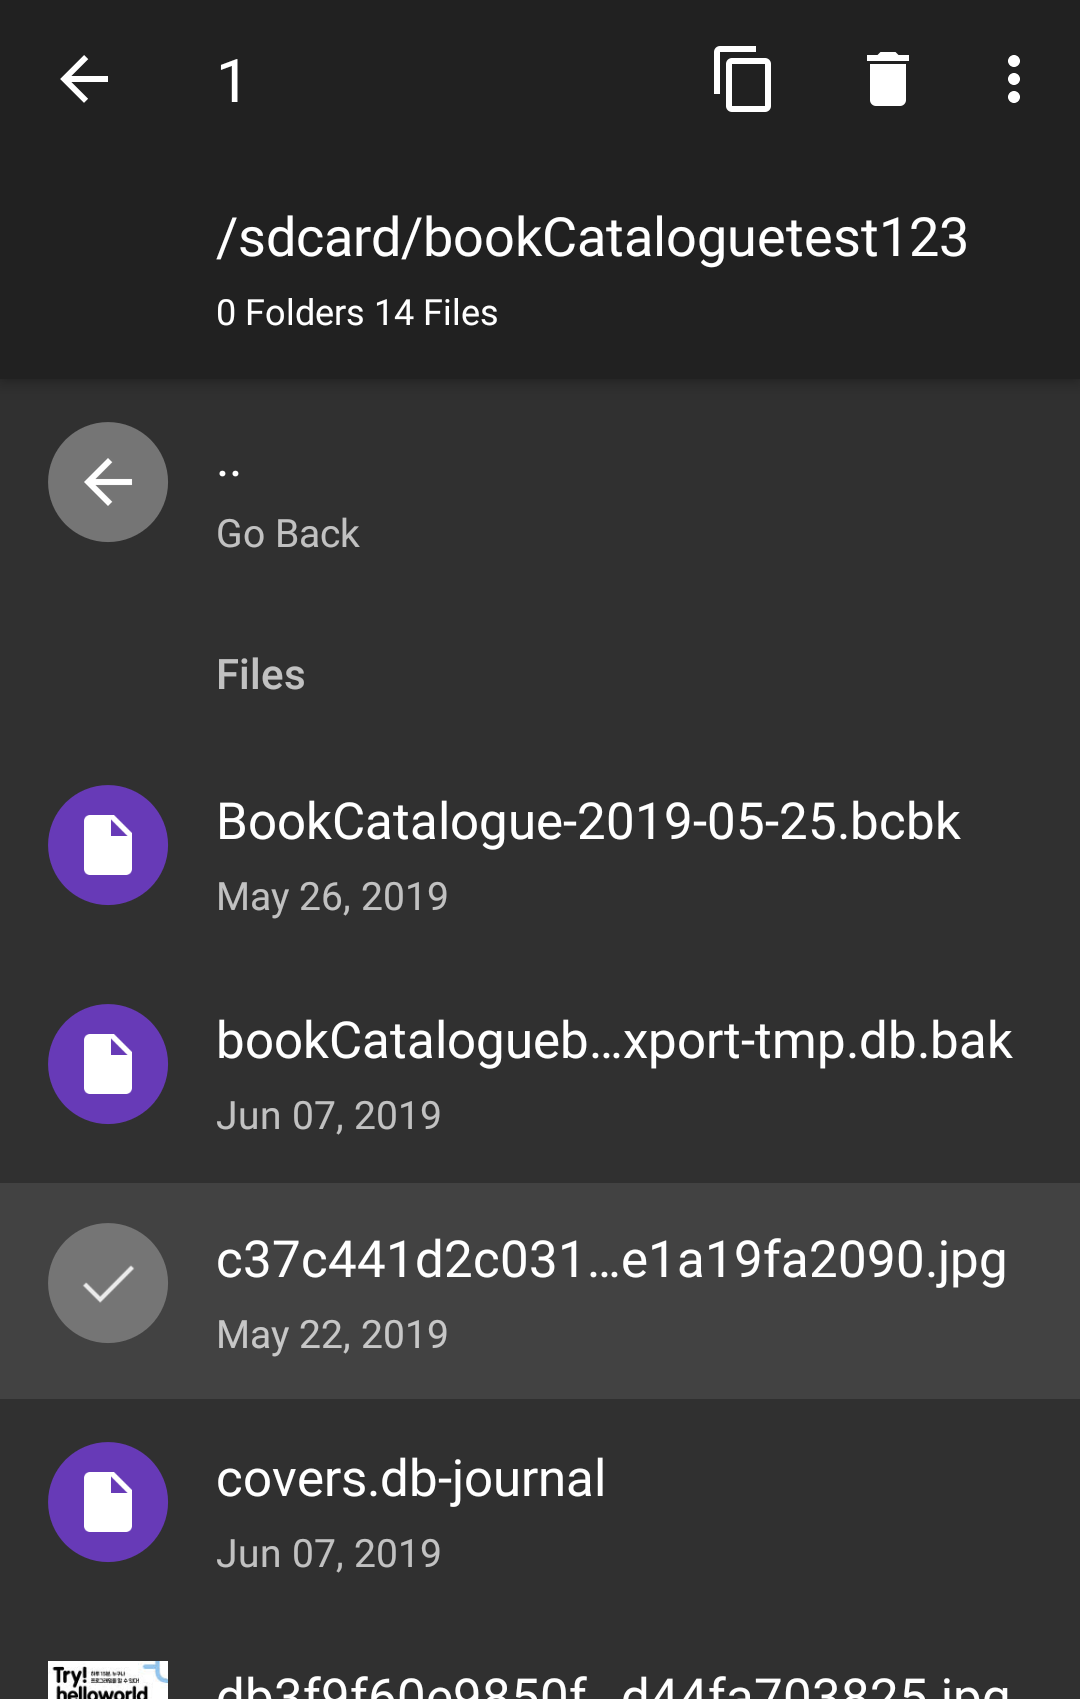 1
/sdcard/bookCataloguetest123
0 Folders 14 Files
..
Go Back
Files
BookCatalogue-2019-05-25.bcbk
May 26, 2019
bookCatalogueb...xport-tmp.db.bak
Jun 07, 2019
c37c441d2c031...e1a19fa2090.jpg
May 22, 2019
covers.db-journal
Jun 07, 2019
Try!
helloworld
db3f9f60e9850f...d44fa703825.jpg